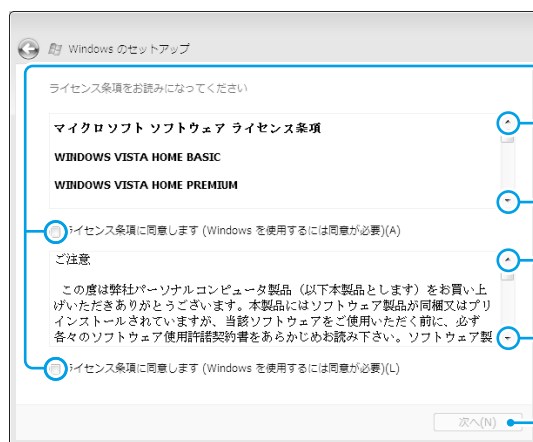 Windows のセットアップ
ライセンス条項をお読みになってください
マイクロソフト ソフトウェア ライセンス条項
WINDOWS VISTA HOME BASIC
WINDOWS VISTA HOME PREMIUM
ライセンス条項に同意します (Windows を使用するには同意が必要)(A)
ご注意
この度は弊社パーソナルコンピュータ製品（以下本製品とします）をお買い上
げいただきありがとうございます。本製品にはソフトウェア製品が同梱又はプリ
インストールされていますが、当該ソフトウェアをご使用いただく前に、必ず
各々のソフトウェア使用許諾契約書をあらかじめお読み下さい。ソフトウェア製
ライセンス条項に同意します (Windows を使用するには同意が必要)(L)
次へ(N)